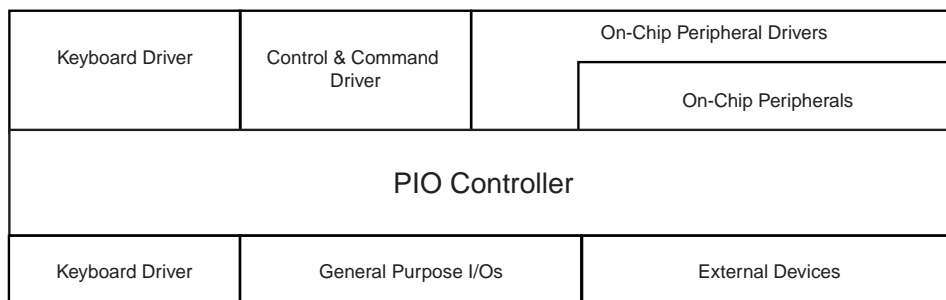 Keyboard Driver
Control & Command
Driver
On-Chip Peripheral Drivers
On-Chip Peripherals
PIO Controller
Keyboard Driver
General Purpose I/Os
External Devices